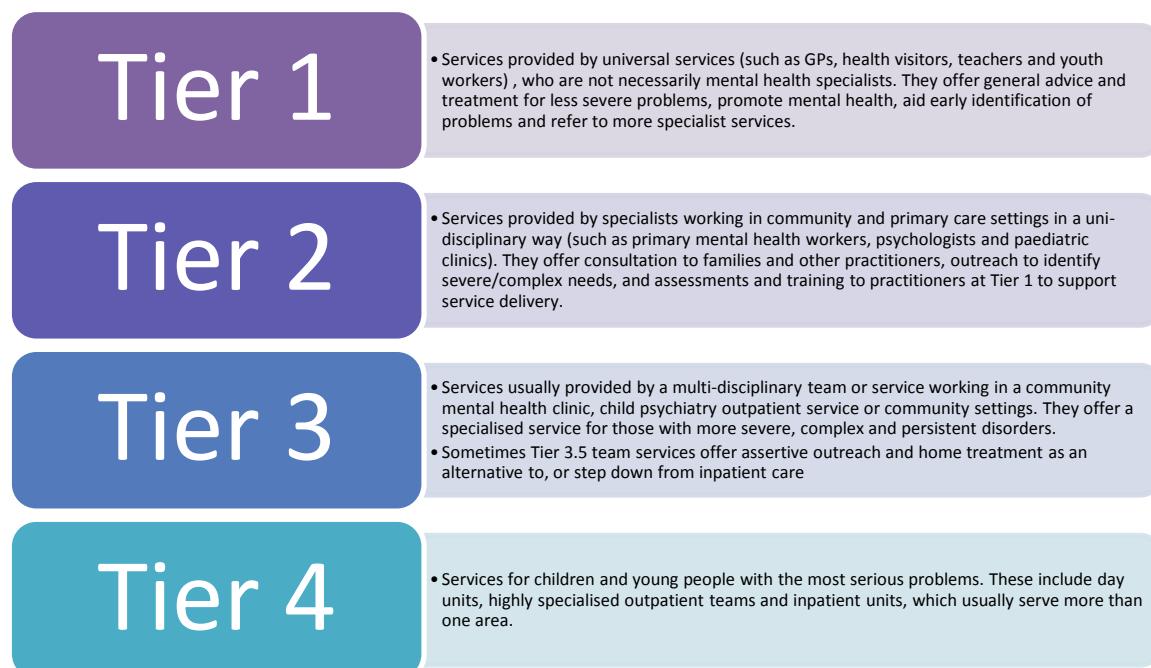 Tier 1
• Services provided by universal services (such as GPs, health visitors, teachers and youth
workers) , who are not necessarily mental health specialists. They offer general advice and
treatment for less severe problems, promote mental health, aid early identification of
problems and refer to more specialist services.
Tier 2
• Services provided by specialists working in community and primary care settings in a uni-
disciplinary way (such as primary mental health workers, psychologists and paediatric
clinics). They offer consultation to families and other practitioners, outreach to identify
severe/complex needs, and assessments and training to practitioners at Tier 1 to support
service delivery.
Tier 3
• Services usually provided by a multi-disciplinary team or service working in a community
mental health clinic, child psychiatry outpatient service or community settings. They offer a
specialised service for those with more severe, complex and persistent disorders.
• Sometimes Tier 3.5 team services offer assertive outreach and home treatment as an
alternative to, or step down from inpatient care
Tier 4
• Services for children and young people with the most serious problems. These include day
units, highly specialised outpatient teams and inpatient units, which usually serve more than
one area.